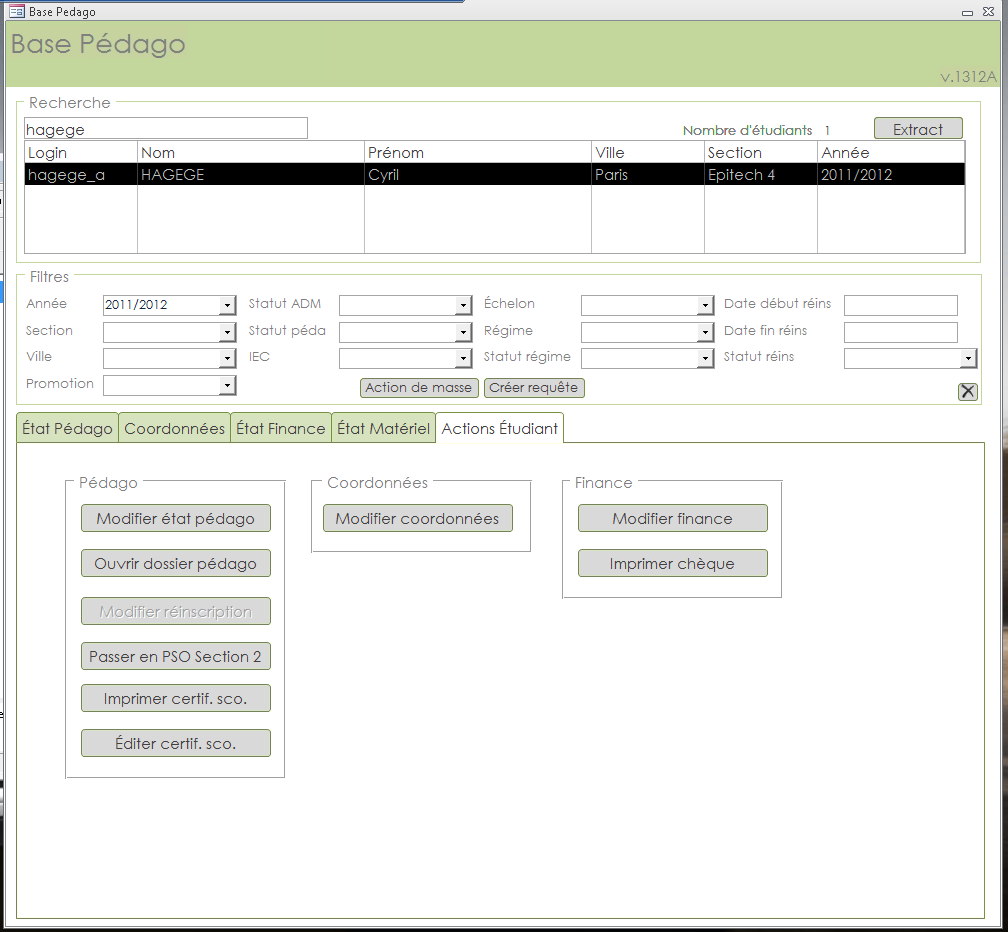 Base Pedago
Base Pédago
v.1312A
Recherche
hagege
Nombre d'étudiants 1 Extract
Login Nom Prénom Ville Section Année
hagege_a HAGEGE Cyril Paris Epitech 4 2011/2012
Filtres
Année 2011/2012 Statut ADM Échelon Date début réins
Section Statut péda Régime Date fin réins
Ville IEC Statut régime Statut réins
Promotion Action de masse Créer requête
État Pédago Coordonnées État Finance État Matériel Actions Étudiant
Pédago Coordonnées Finance
Modifier état pédago Modifier coordonnées Modifier finance
Ouvrir dossier pédago Imprimer chèque
Modifier réinscription
Passer en PSO Section 2
Imprimer certif. sco.
Éditer certif. sco.